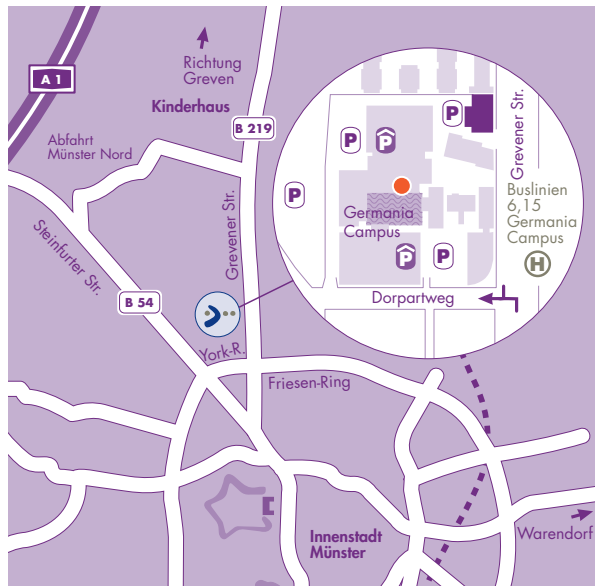 A 1
Richtung
Greven
Kinderhaus
B 219
Abfahrt
Münster Nord
Grevener Str.
Steinfurter Str.
B 54
York-R.
Friesen-Ring
P
P
P
P
P
P
Grevener Str.
Germania
Campus
Buslinien
6,15
Germania
Campus
H
Dorpartweg
Innenstadt
Münster
Warendorf